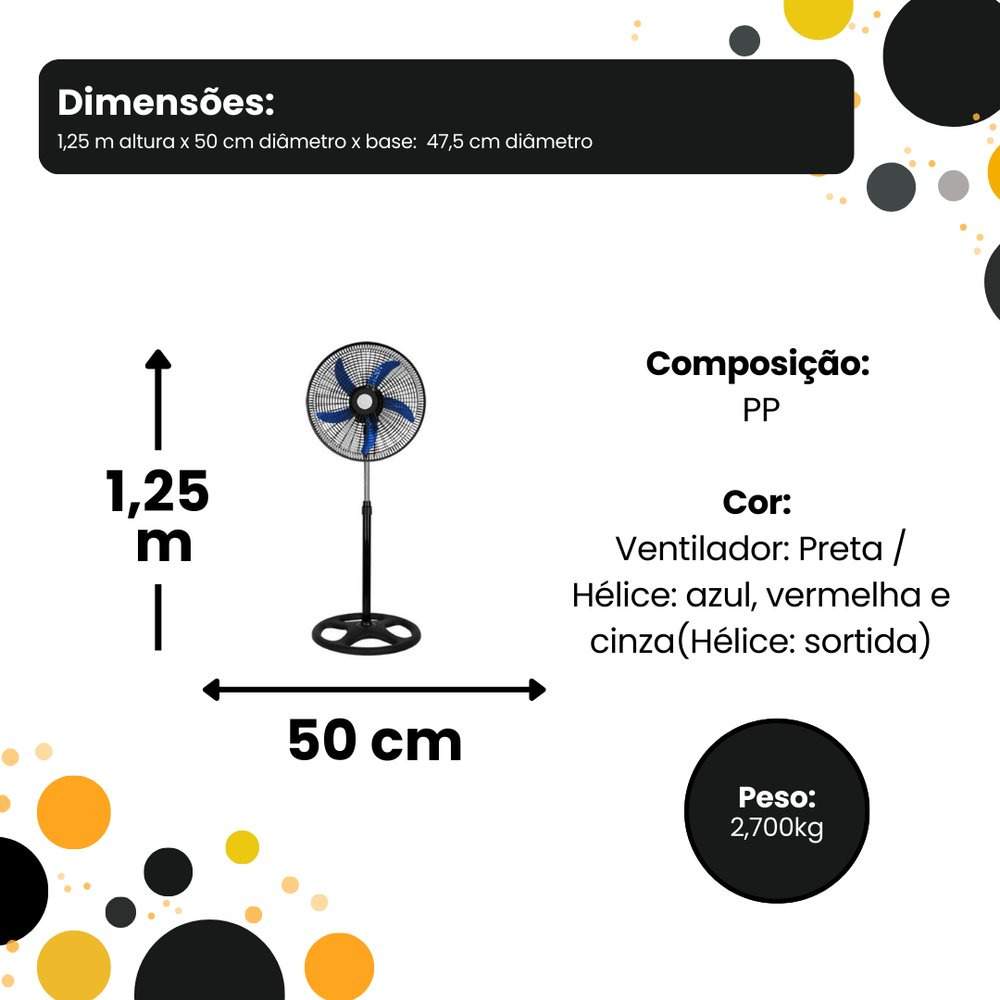 Dimensões:
1,25 m altura x 50 cm diâmetro x base:  47,5 cm diâmetro
1,25
m
50 cm
Composição:
PP
Cor:
Ventilador: Preta /
Hélice: azul, vermelha e
cinza(Hélice: sortida)
Peso:
2,700kg